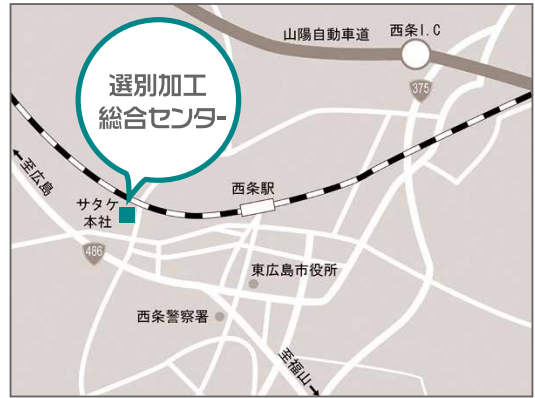 山陽自動車道
西条I.C
選別加工
総合センター
375
至広島
西条駅
サタケ
本社
486
東広島市役所
西条警察署
至福山